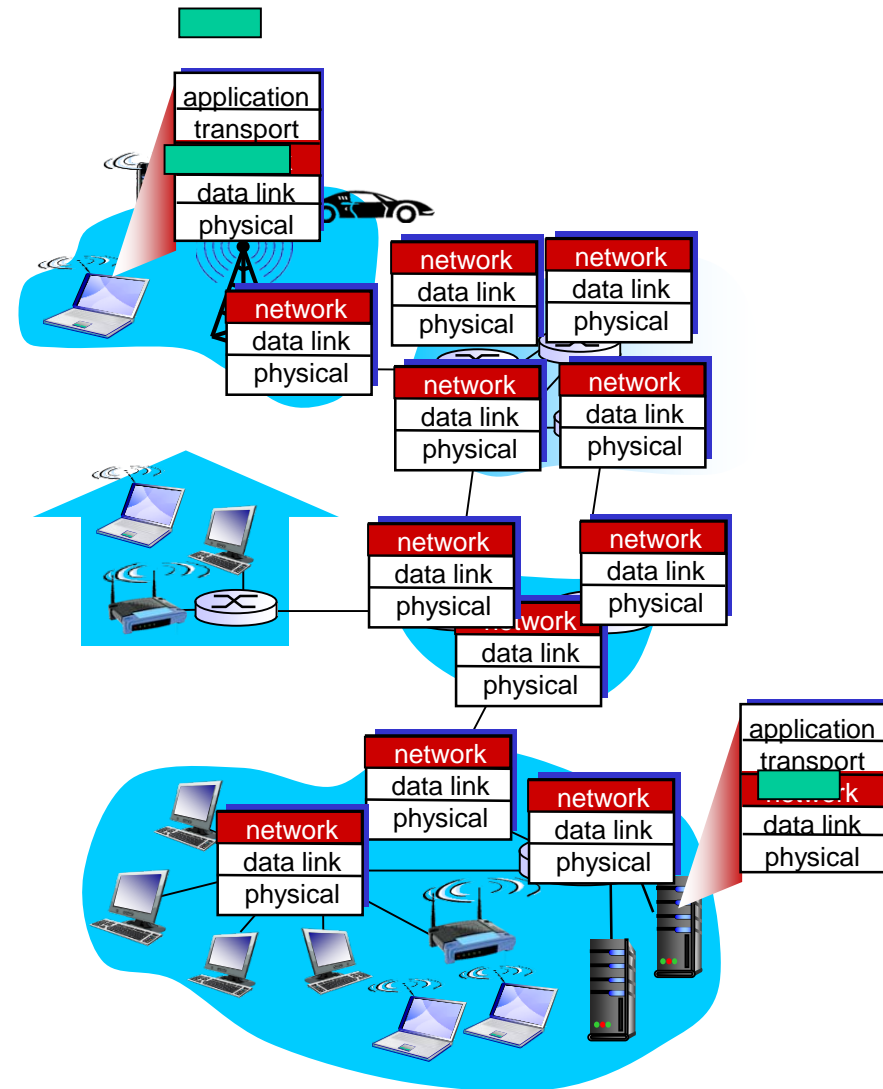 application
transport
data link
physical
network
data link
physical
network
data link
physical
network
data link
physical
network
data link
physical
network
data link
physical
network
data link
physical
network
data link
physical
network
data link
physical
application
transport
data link
physical
network
data link
physical
network
data link
physical
network
data link
physical